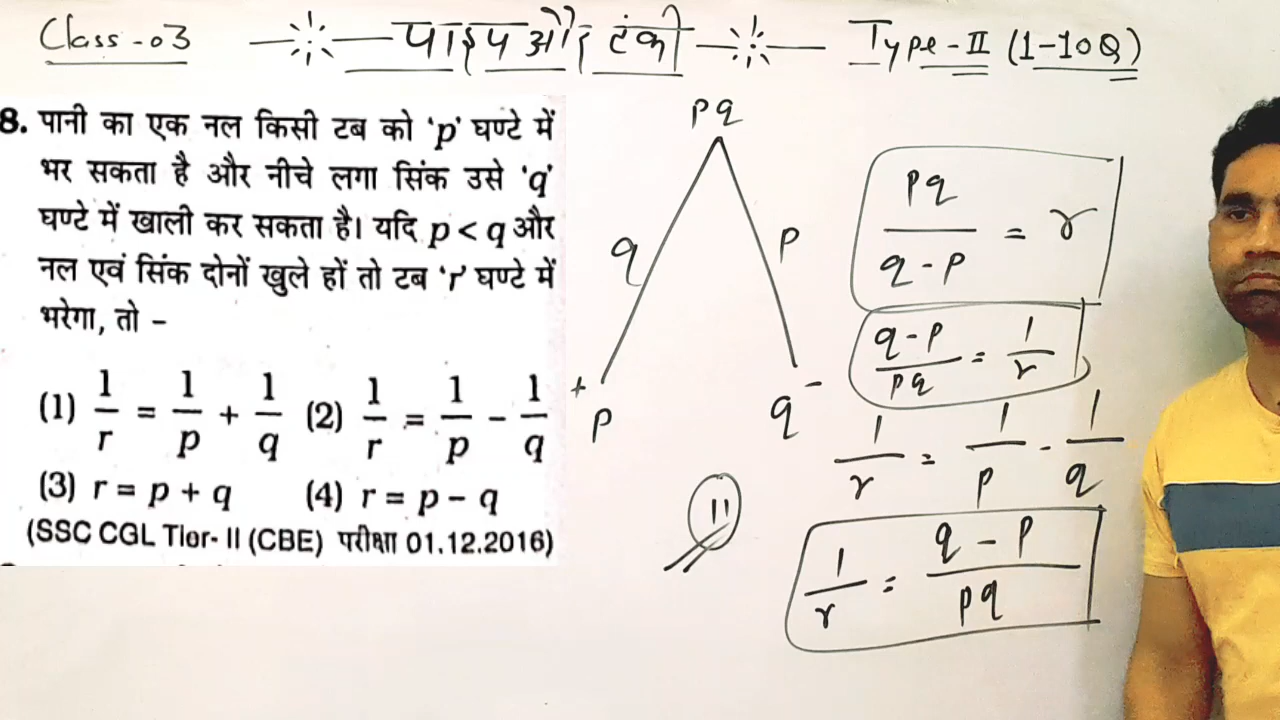 Class-03 पाइप और टंकी Type-II (1-10Q)
8. पानी का एक नल किसी टब को 'p' घण्टे में
भर सकता है और नीचे लगा सिंक उसे 'q'
घण्टे में खाली कर सकता है। यदि p < q और
नल एवं सिंक दोनों खुले हों तो टब 'r' घण्टे में
भरेगा, तो -
(1) 1/r = 1/p + 1/q (2) 1/r = 1/p - 1/q
(3) r = p + q (4) r = p - q
(SSC CGL Tier- II (CBE) परीक्षा 01.12.2016)
pq
q p
+ -
p q
11
pq/q-p = r
q-p/pq = 1/r
1/r = 1/p - 1/q
1/r = q-p/pq